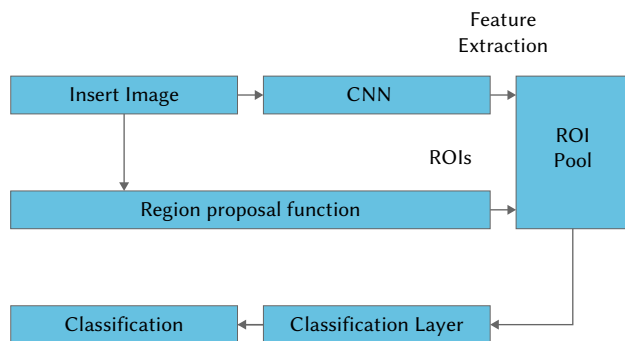 Feature
Extraction
Insert Image
CNN
ROI
Pool
ROIs
Region proposal function
Classification
Classification Layer